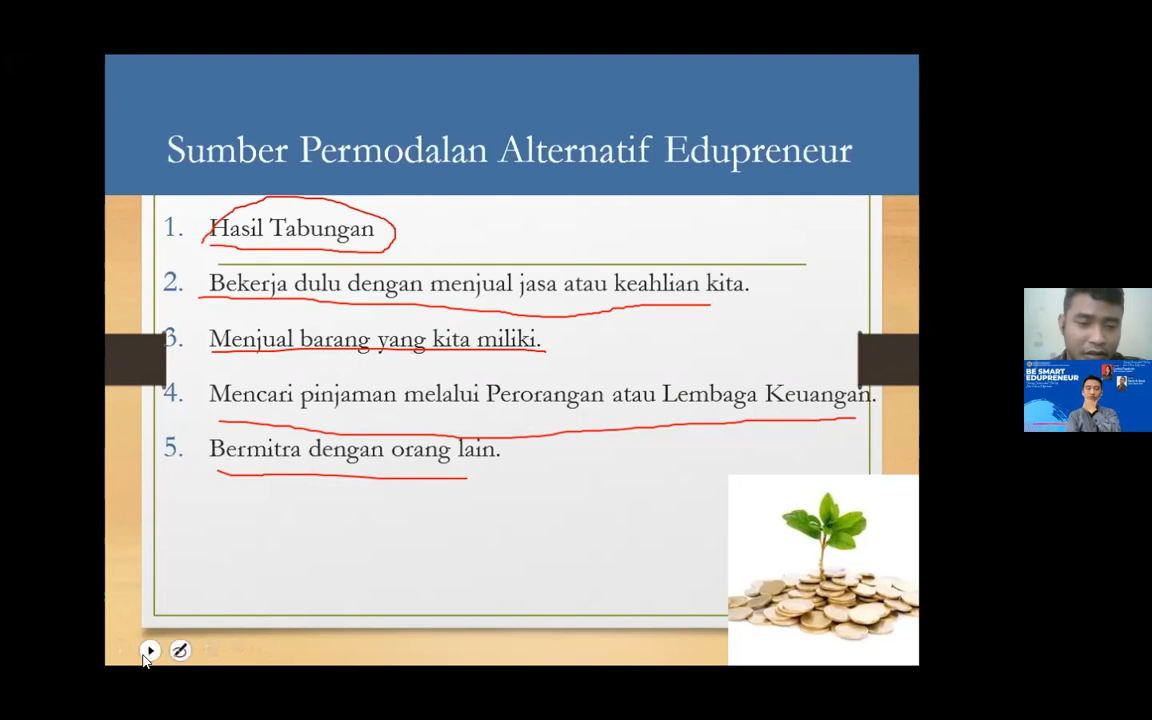 Sumber Permodalan Alternatif Edupreneur
1. Hasil Tabungan
2. Bekerja dulu dengan menjual jasa atau keahlian kita.
3. Menjual barang yang kita miliki.
4. Mencari pinjaman melalui Perorangan atau Lembaga Keuangan.
5. Bermitra dengan orang lain.
BE SMART
EDUPRENEUR